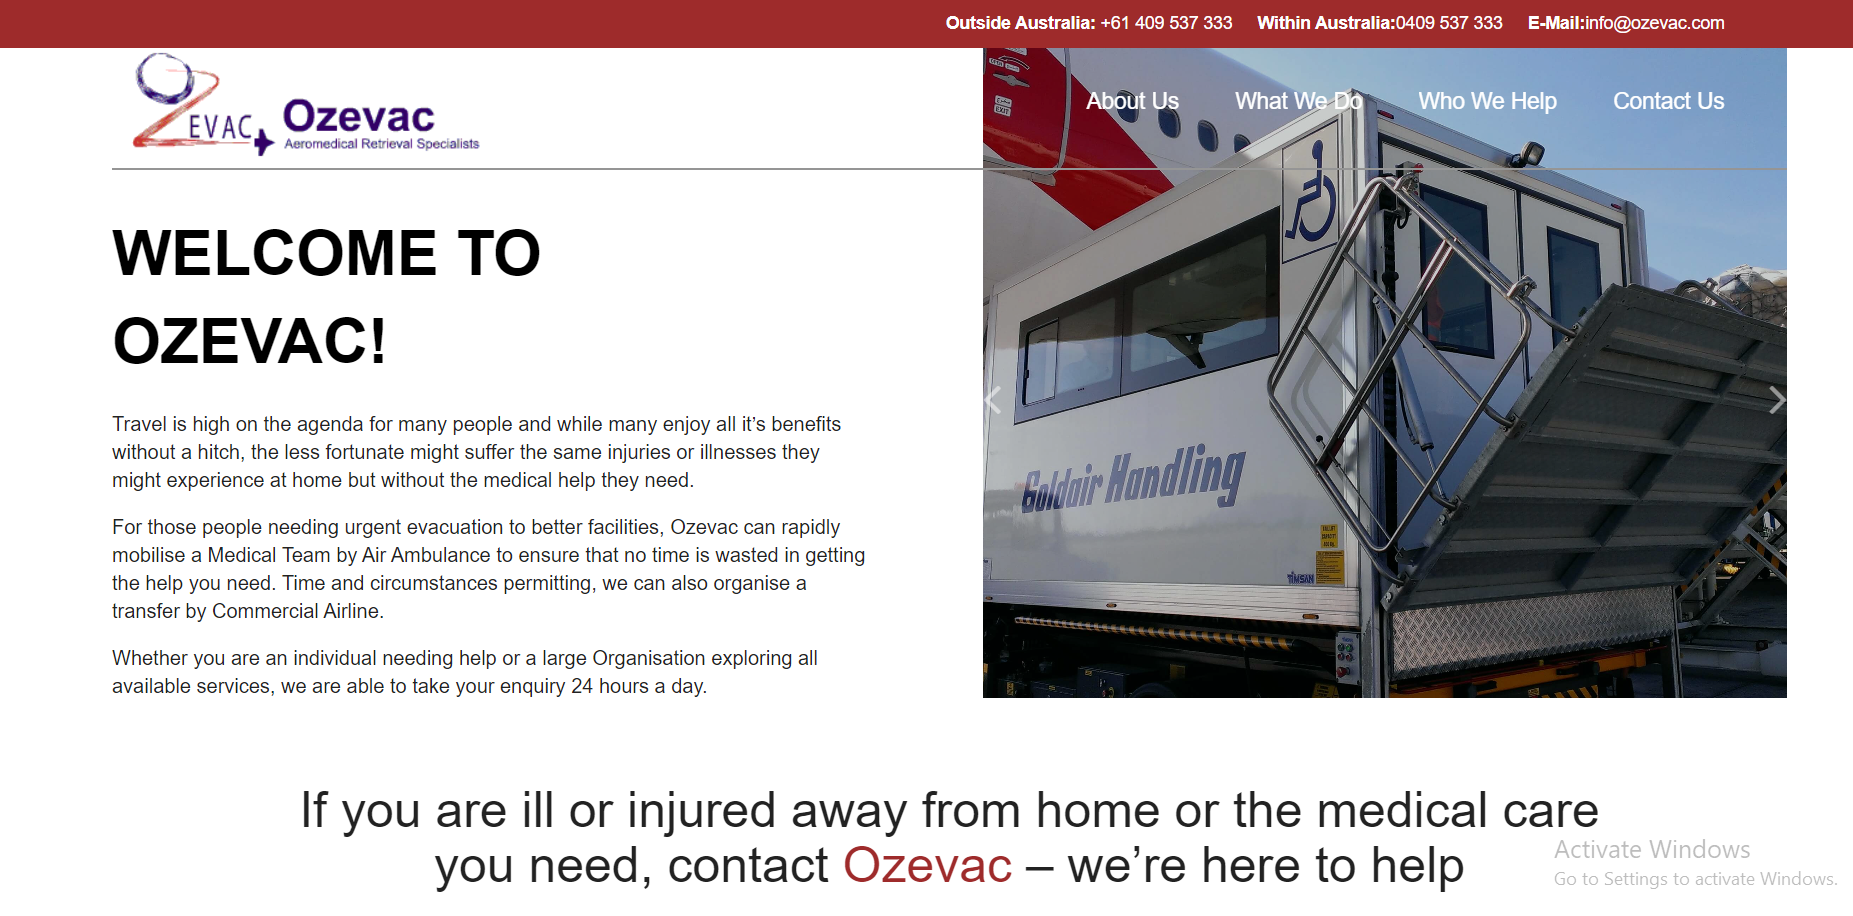 Outside Australia: +61 409 537 333 Within Australia:0409 537 333 E-Mail:info@ozevac.com
EVAC
Ozevac
Aeromedical Retrieval Specialists
About Us What We Do Who We Help Contact Us
WELCOME TO
OZEVAC!
Travel is high on the agenda for many people and while many enjoy all it’s benefits
without a hitch, the less fortunate might suffer the same injuries or illnesses they
might experience at home but without the medical help they need.
For those people needing urgent evacuation to better facilities, Ozevac can rapidly
mobilise a Medical Team by Air Ambulance to ensure that no time is wasted in getting
the help you need. Time and circumstances permitting, we can also organise a
transfer by Commercial Airline.
Whether you are an individual needing help or a large Organisation exploring all
available services, we are able to take your enquiry 24 hours a day.
EXIT
Goldair Handling
TIMSAN
If you are ill or injured away from home or the medical care
you need, contact Ozevac – we’re here to help
Activate Windows
Go to Settings to activate Windows.